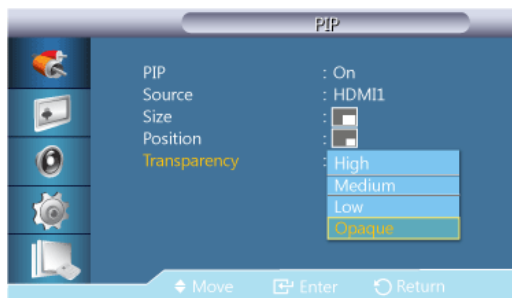 PIP
PIP : On
Source : HDMI1
Size :
Position :
Transparency : High
Medium
Low
Opaque
Move Enter Return